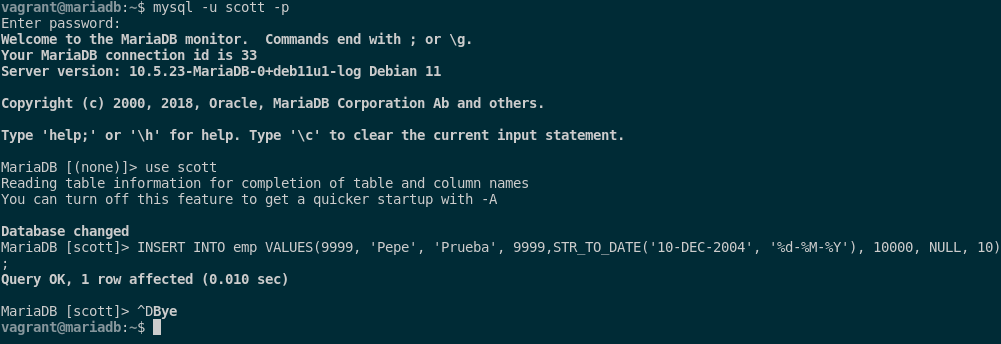 vagrant@mariadb:~$ mysql -u scott -p
Enter password:
Welcome to the MariaDB monitor.  Commands end with ; or \g.
Your MariaDB connection id is 33
Server version: 10.5.23-MariaDB-0+deb11u1-log Debian 11
Copyright (c) 2000, 2018, Oracle, MariaDB Corporation Ab and others.
Type 'help;' or '\h' for help. Type '\c' to clear the current input statement.
MariaDB [(none)]> use scott
Reading table information for completion of table and column names
You can turn off this feature to get a quicker startup with -A
Database changed
MariaDB [scott]> INSERT INTO emp VALUES(9999, 'Pepe', 'Prueba', 9999,STR_TO_DATE('10-DEC-2004', '%d-%M-%Y'), 10000, NULL, 10)
;
Query OK, 1 row affected (0.010 sec)
MariaDB [scott]> ^DBye
vagrant@mariadb:~$